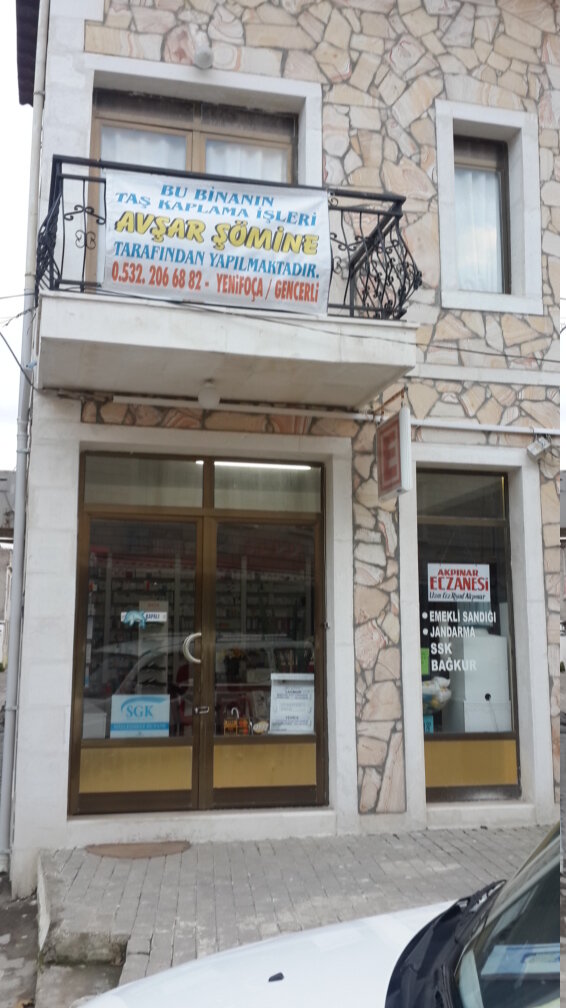 BU BİNANIN
TAŞ KAPLAMA İŞLERİ
AVŞAR ŞÖMİNE
TARAFINDAN YAPILMAKTADIR.
0.532. 206 68 82 - YENİFOÇA / GENCERLİ
E
AKPINAR
ECZANESİ
• EMEKLİ SANDIĞI
• JANDARMA
SSK
BAĞKUR
KAPALI
SGK